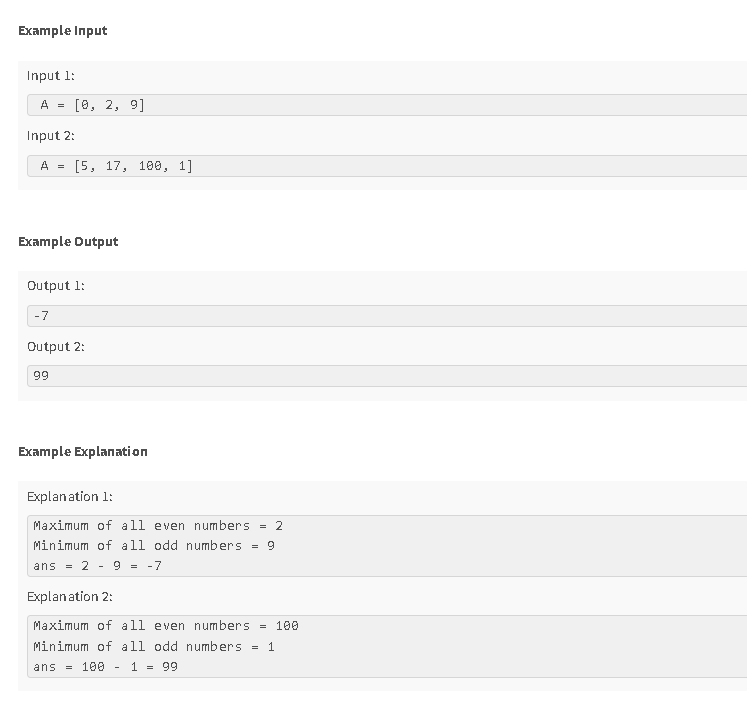 Example Input
Input 1:
A = [0, 2, 9]
Input 2:
A = [5, 17, 100, 1]
Example Output
Output 1:
-7
Output 2:
99
Example Explanation
Explanation 1:
Maximum of all even numbers = 2
Minimum of all odd numbers = 9
ans = 2 - 9 = -7
Explanation 2:
Maximum of all even numbers = 100
Minimum of all odd numbers = 1
ans = 100 - 1 = 99